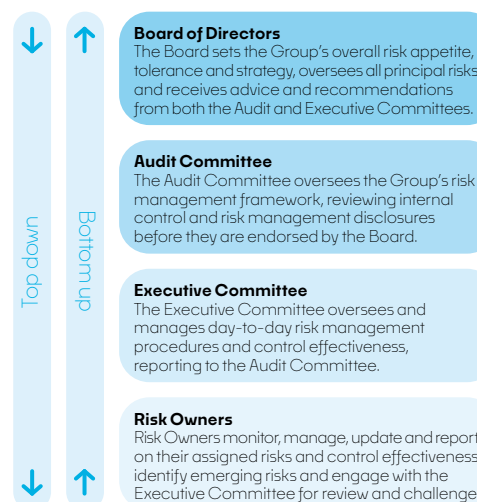 Board of Directors
The Board sets the Group's overall risk appetite,
tolerance and strategy, oversees all principal risks
and receives advice and recommendations
from both the Audit and Executive Committees.
Audit Committee
The Audit Committee oversees the Group's risk
management framework, reviewing internal
control and risk management disclosures
before they are endorsed by the Board.
Executive Committee
The Executive Committee oversees and
manages day-to-day risk management
procedures and control effectiveness,
reporting to the Audit Committee.
Risk Owners
Risk Owners monitor, manage, update and report
on their assigned risks and control effectiveness
identify emerging risks and engage with the
Executive Committee for review and challenge
Top down
Bottom up